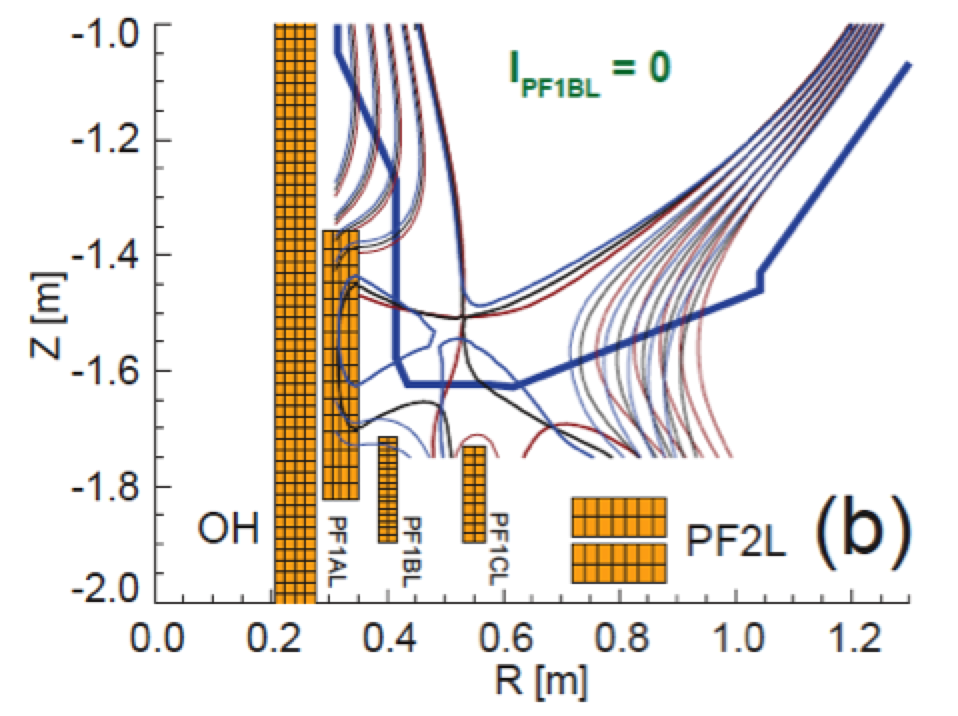 -1.0
-1.2
-1.4
-1.6
-1.8
-2.0
Z [m]
I PF1BL = 0
OH
PF1AL
PF1BL
PF1CL
PF2L
(b)
0.0 0.2 0.4 0.6 0.8 1.0 1.2
R [m]